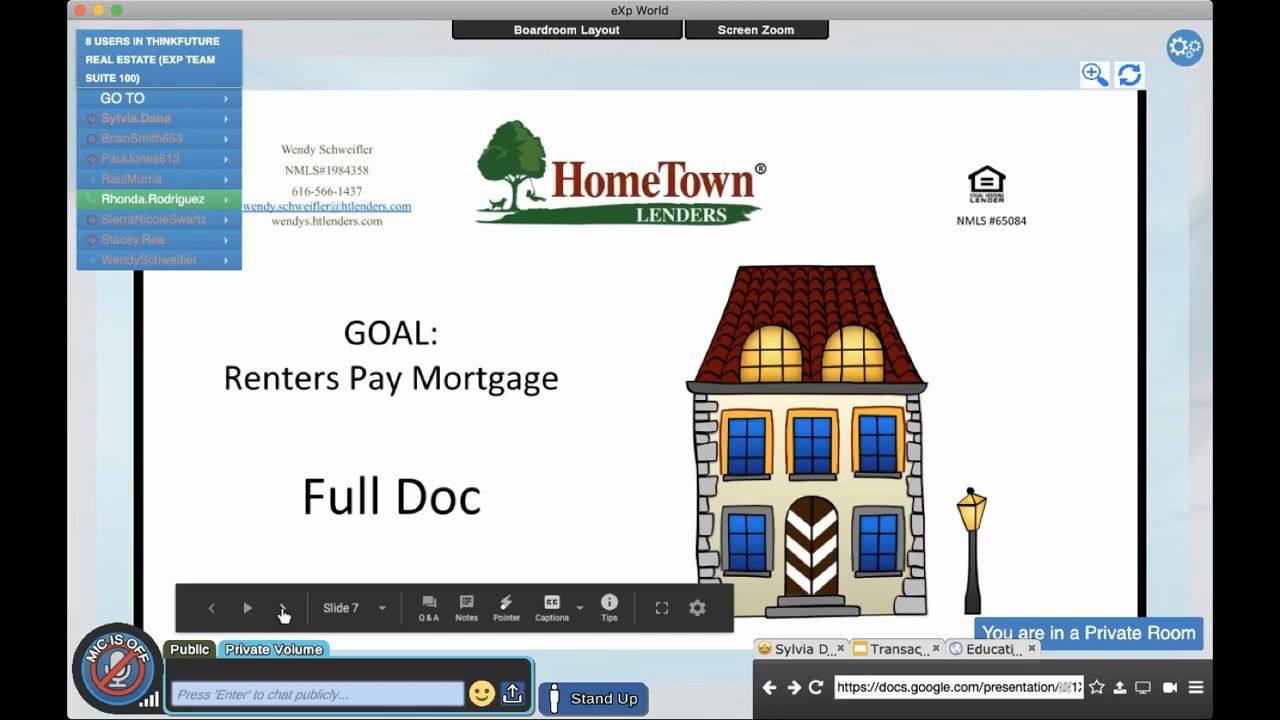 eXp World
Boardroom Layout
Screen Zoom
8 USERS IN THINKFUTURE
REAL ESTATE (EXP TEAM
SUITE 100)
GO TO
Sylvia.Dana
BrianSmith653
PaulJones613
RaulMurria
Rhonda.Rodriguez
SierraNicoleSwartz
Stacey.Rea
WendySchweifler
Wendy Schweifler
NMLS#1984358
616-566-1437
wendy.schweifler@htlenders.com
wendys.htlenders.com
HomeTown®
LENDERS
EQUAL HOUSING
LENDER
NMLS #65084
GOAL:
Renters Pay Mortgage
Full Doc
Slide 7
Q & A
Notes
Pointer
CC
Captions
Tips
You are in a Private Room
MIC IS OFF
Public
Private Volume
Press 'Enter' to chat publicly...
Stand Up
Sylvia D...
Transac...
Educati...
https://docs.google.com/presentation/